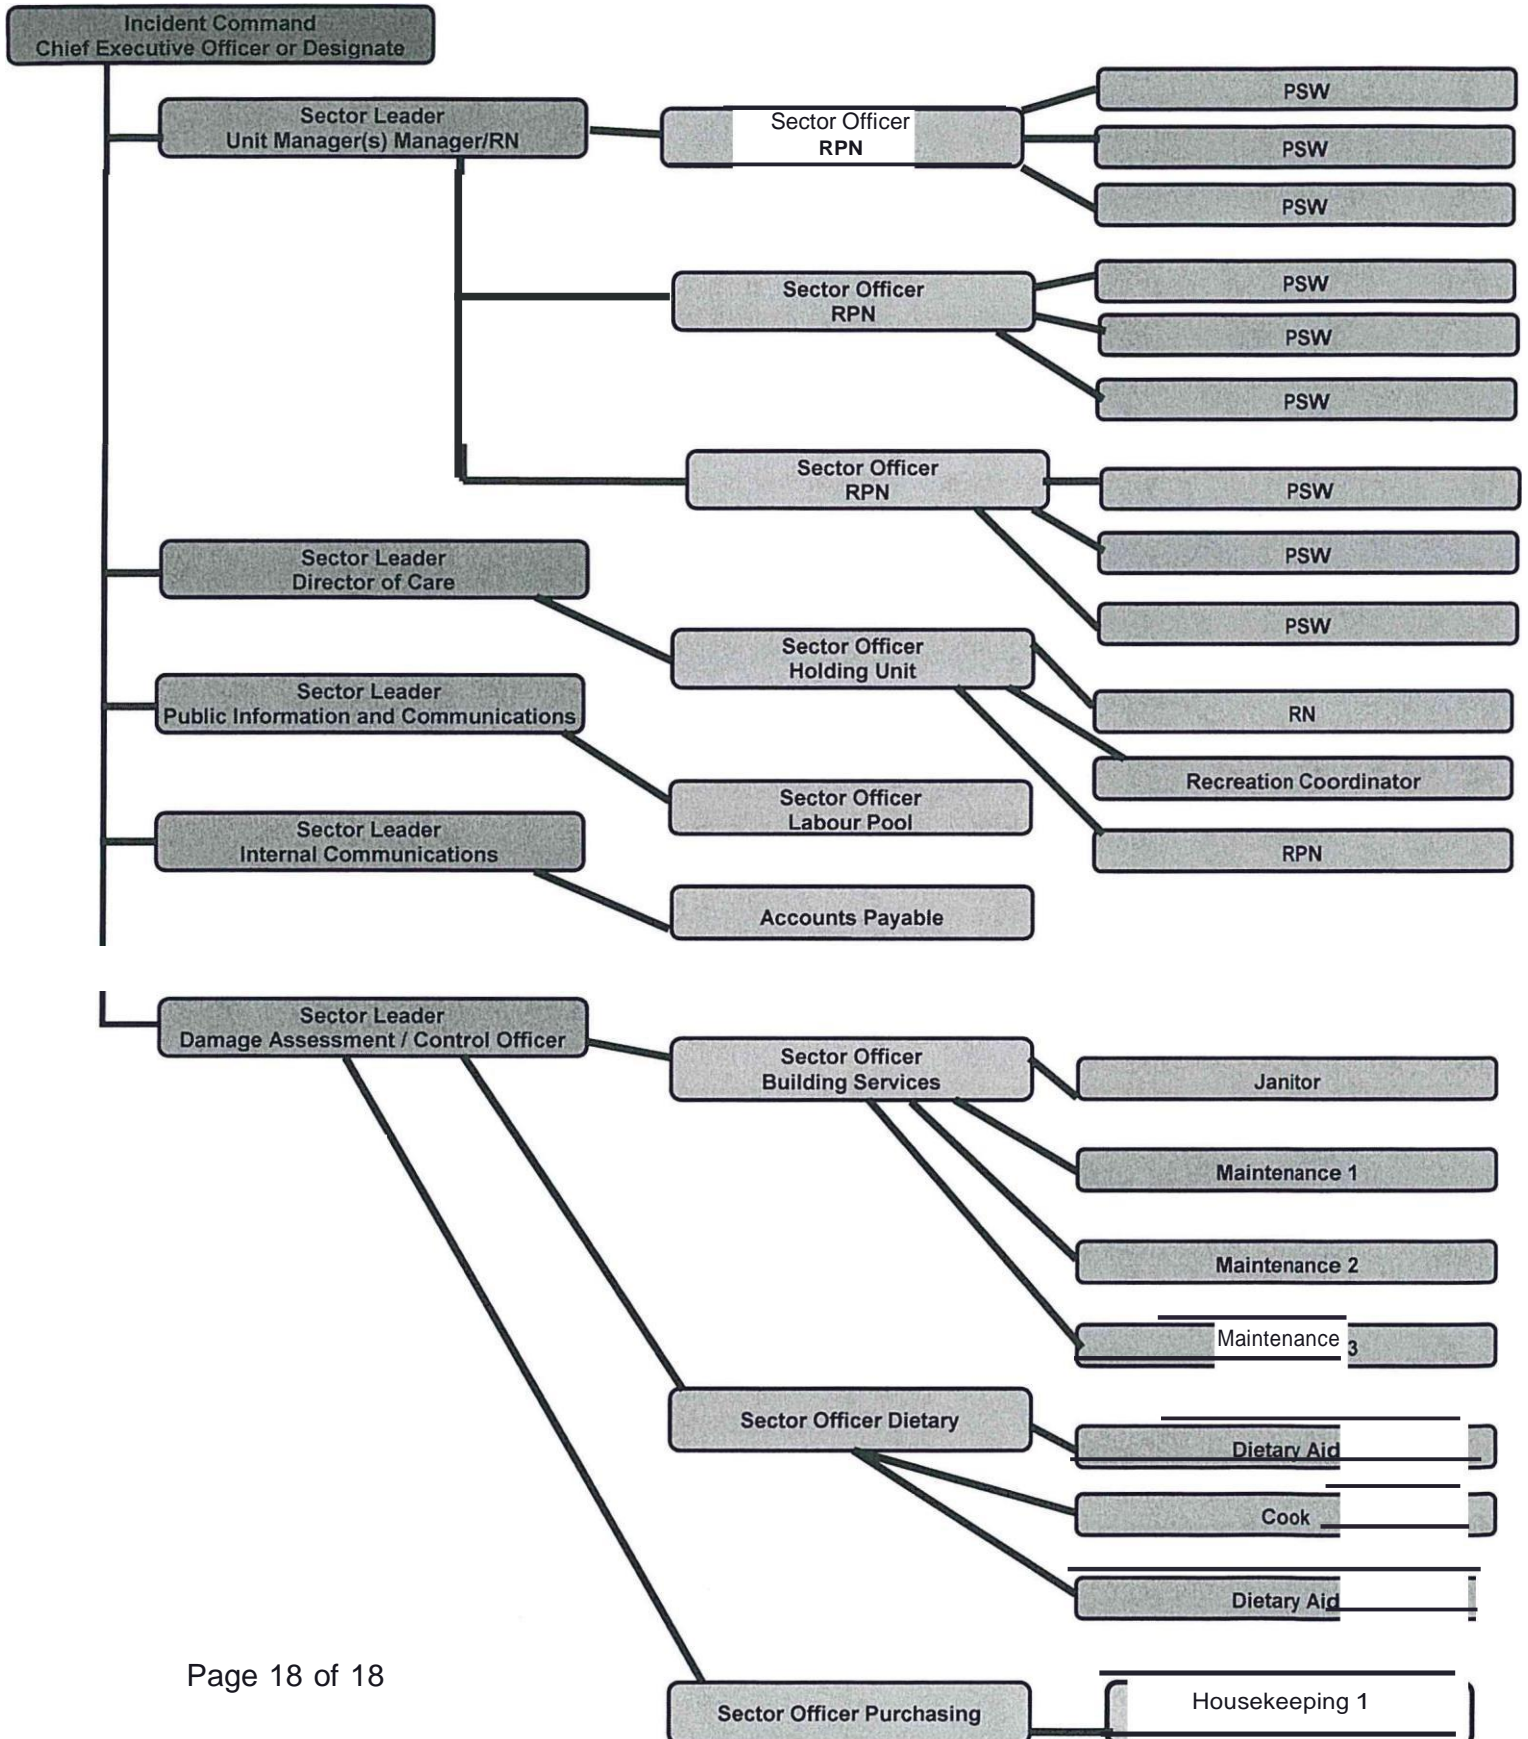 Incident Command
Chief Executive Officer or Designate
Sector Leader
Unit Manager(s) Manager/RN
Sector Officer
RPN
PSW
PSW
PSW
Sector Officer
RPN
PSW
PSW
PSW
Sector Officer
RPN
PSW
PSW
PSW
Sector Leader
Director of Care
Sector Officer
Holding Unit
RN
Recreation Coordinator
RPN
Sector Leader
Public Information and Communications
Sector Officer
Labour Pool
Sector Leader
Internal Communications
Accounts Payable
Sector Leader
Damage Assessment / Control Officer
Sector Officer
Building Services
Janitor
Maintenance 1
Maintenance 2
Maintenance 3
Sector Officer Dietary
Dietary Aid
Cook
Dietary Aid
Sector Officer Purchasing
Housekeeping 1
Page 18 of 18